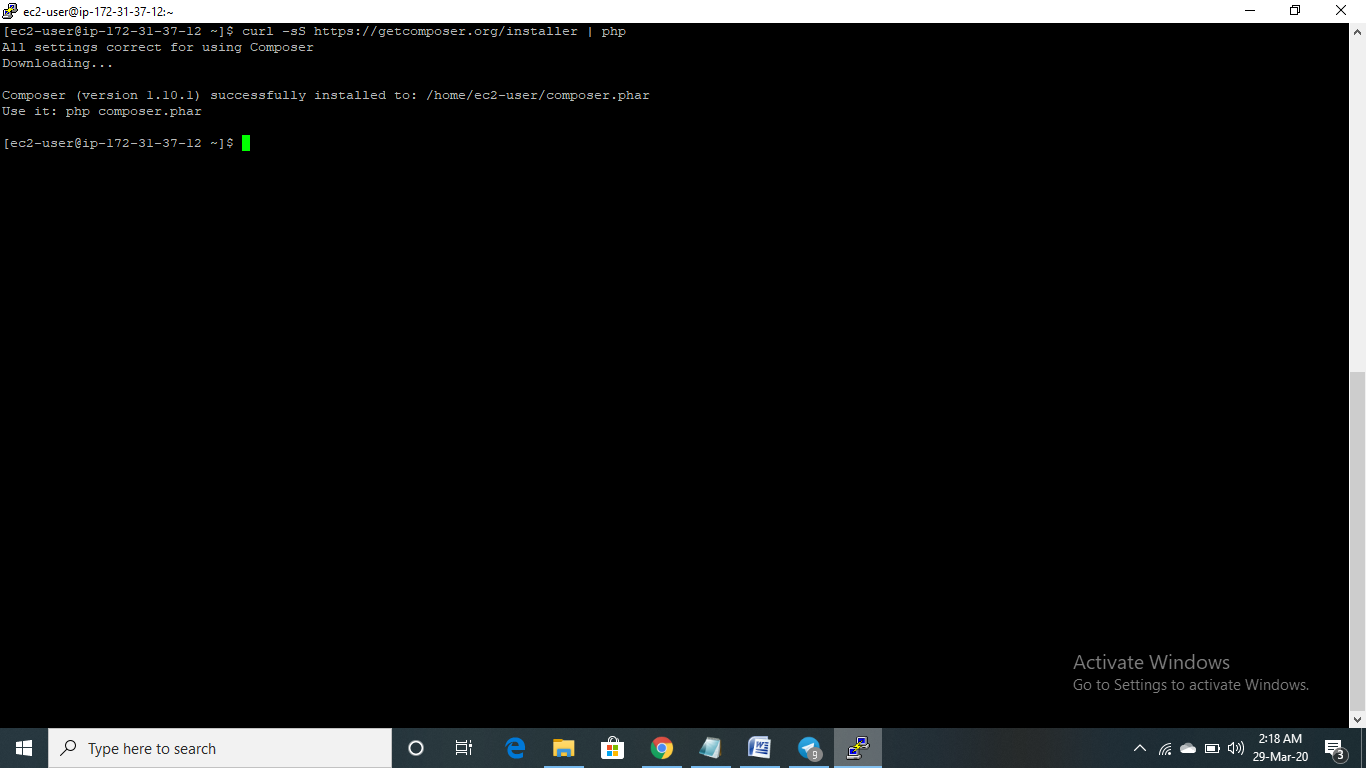 ec2-user@ip-172-31-37-12:~
[ec2-user@ip-172-31-37-12 ~]$ curl -sS https://getcomposer.org/installer | php
All settings correct for using Composer
Downloading...
Composer (version 1.10.1) successfully installed to: /home/ec2-user/composer.phar
Use it: php composer.phar
[ec2-user@ip-172-31-37-12 ~]$
Activate Windows
Go to Settings to activate Windows.
Type here to search
9
2:18 AM
29-Mar-20
3